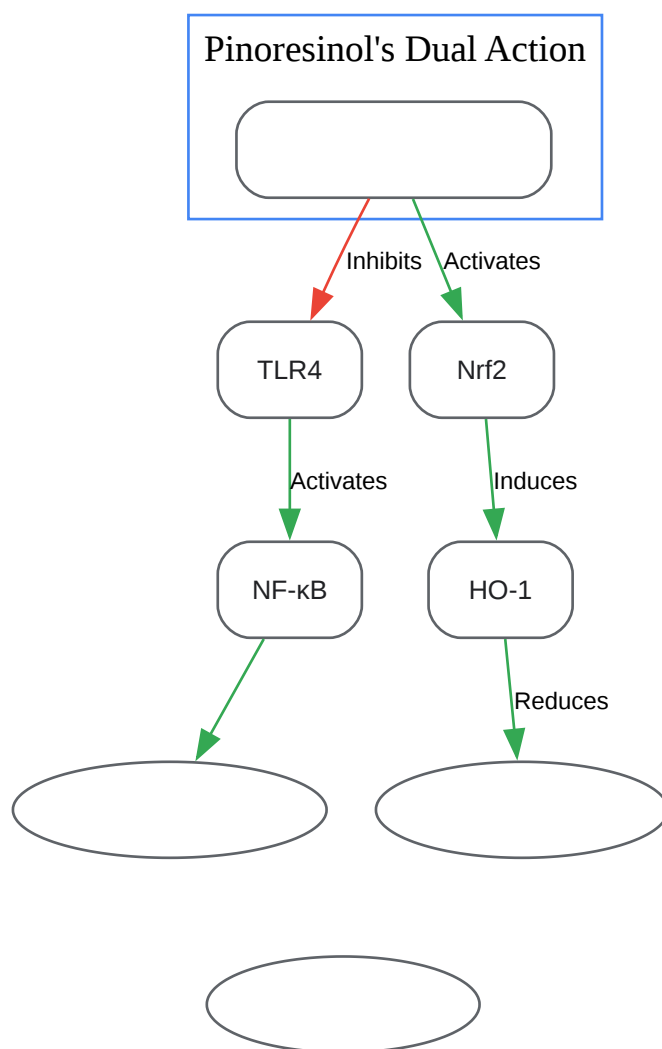 Pinoresinol's Dual Action
Inhibits
Activates
TLR4
Nrf2
Activates
Induces
NF-κB
HO-1
Reduces